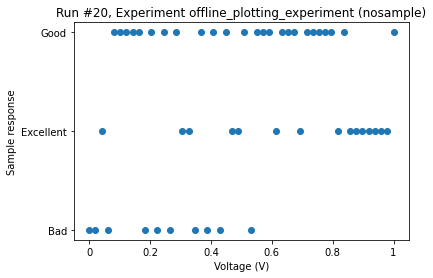 Run #20, Experiment offline_plotting_experiment (nosample)
Good
Excellent
Bad
Sample response
0 0.2 0.4 0.6 0.8 1
Voltage (V)